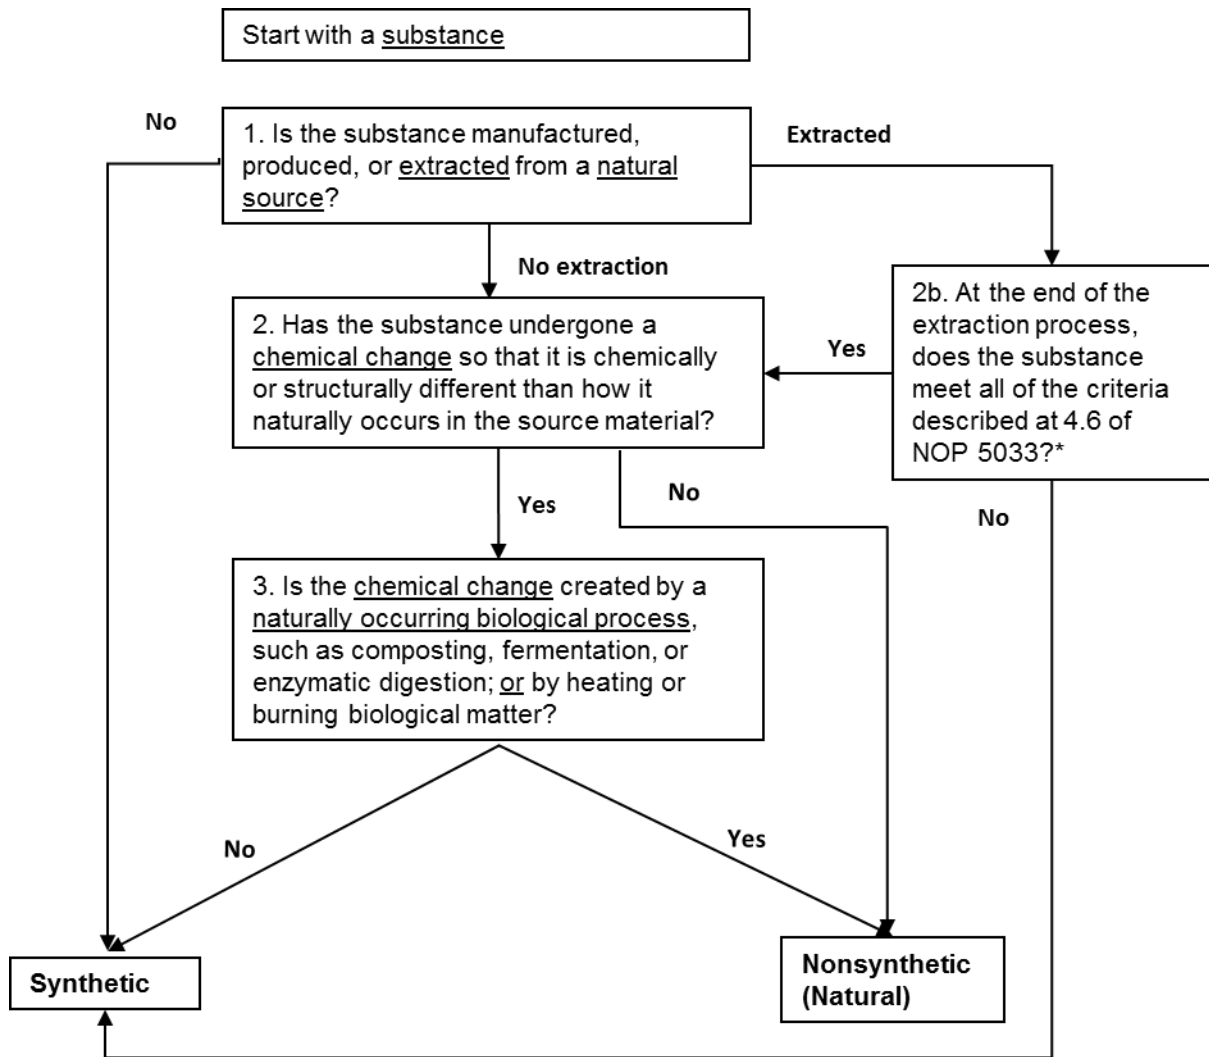 Start with a substance
No
1. Is the substance manufactured,
produced, or extracted from a natural
source?
Extracted
No extraction
2. Has the substance undergone a
chemical change so that it is chemically
or structurally different than how it
naturally occurs in the source material?
Yes
2b. At the end of the
extraction process,
does the substance
meet all of the criteria
described at 4.6 of
NOP 5033?*
Yes
No
No
3. Is the chemical change created by a
naturally occurring biological process,
such as composting, fermentation, or
enzymatic digestion; or by heating or
burning biological matter?
No
Yes
Synthetic
Nonsynthetic
(Natural)